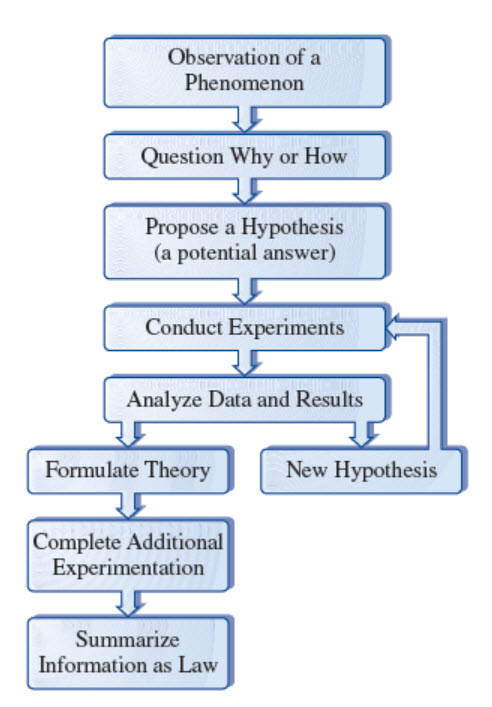 Observation of a
Phenomenon
Question Why or How
Propose a Hypothesis
(a potential answer)
Conduct Experiments
Analyze Data and Results
Formulate Theory
New Hypothesis
Complete Additional
Experimentation
Summarize
Information as Law